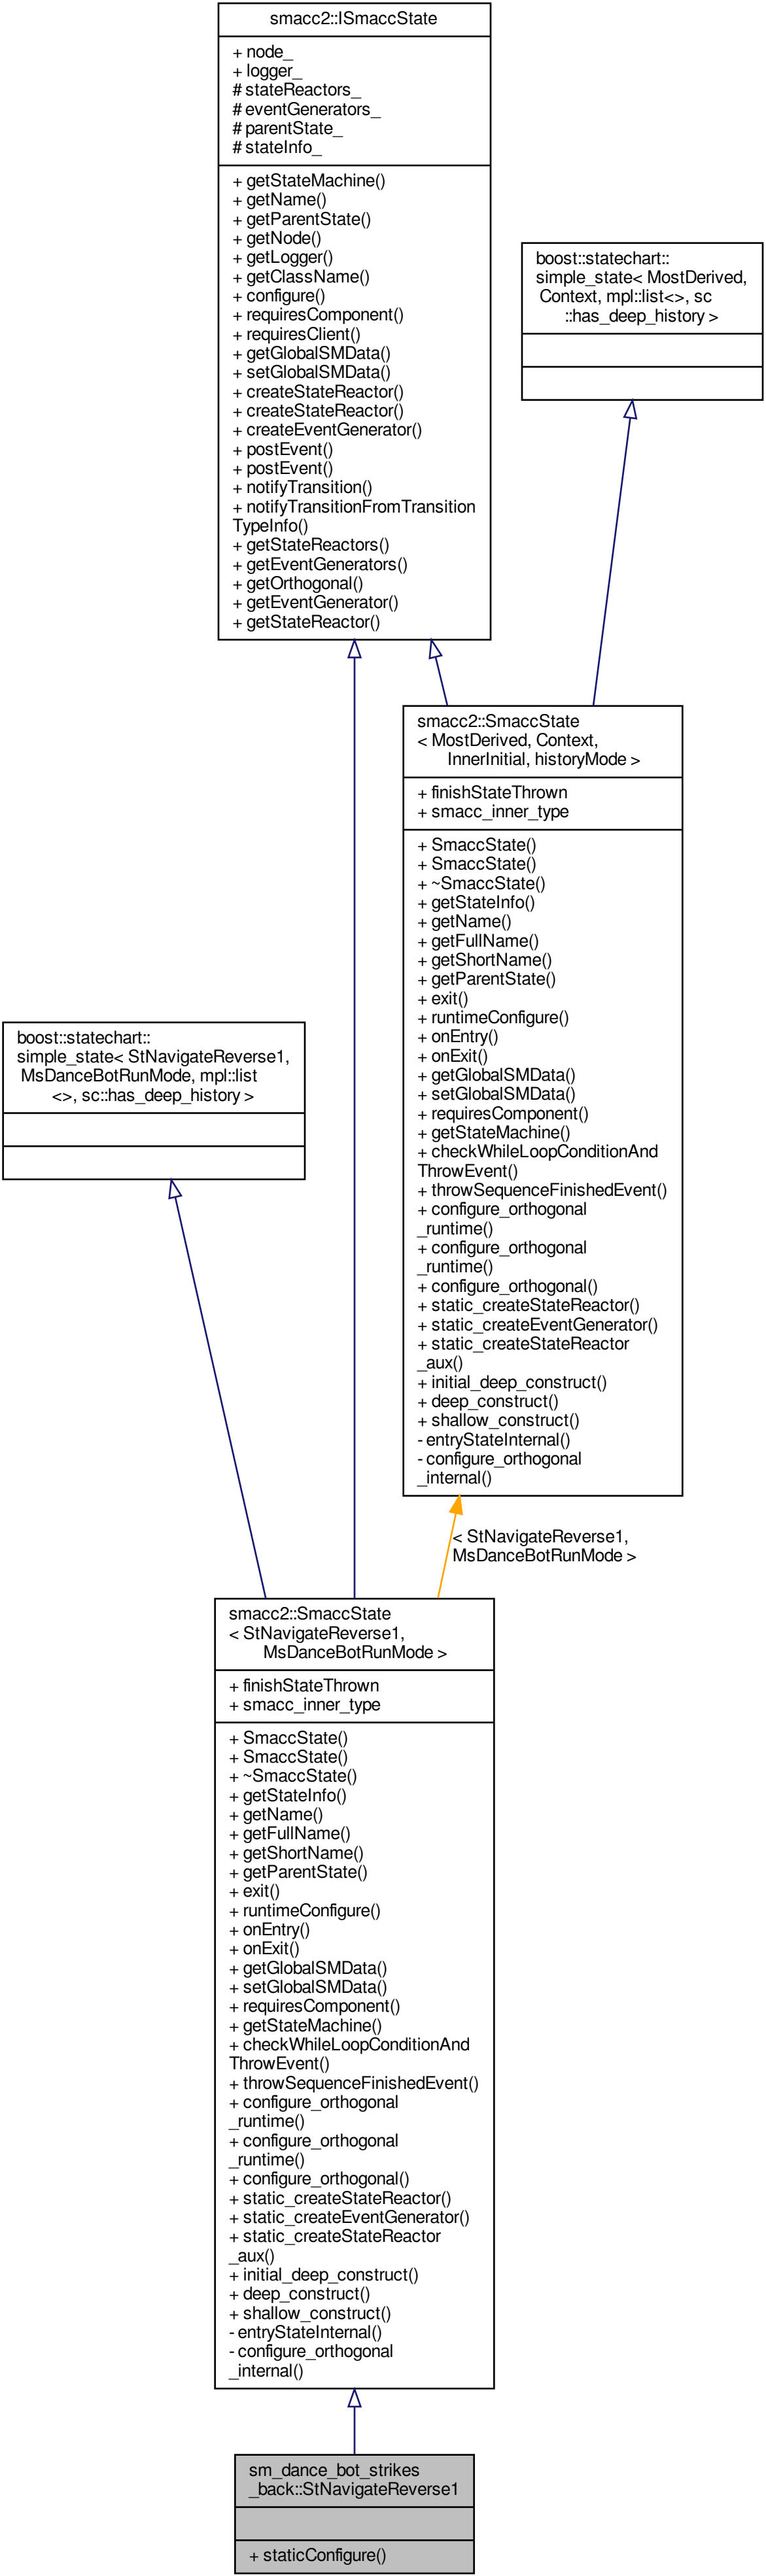 smacc2::ISmaccState
+ node_
+ logger_
# stateReactors_
# eventGenerators_
# parentState_
# stateInfo_
+ getStateMachine()
+ getName()
+ getParentState()
+ getNode()
+ getLogger()
+ getClassName()
+ configure()
+ requiresComponent()
+ requiresClient()
+ getGlobalSMData()
+ setGlobalSMData()
+ createStateReactor()
+ createStateReactor()
+ createEventGenerator()
+ postEvent()
+ postEvent()
+ notifyTransition()
+ notifyTransitionFromTransition
TypeInfo()
+ getStateReactors()
+ getEventGenerators()
+ getOrthogonal()
+ getEventGenerator()
+ getStateReactor()
boost::statechart::
simple_state< MostDerived,
Context, mpl::list<>, sc
::has_deep_history >
smacc2::SmaccState
< MostDerived, Context,
InnerInitial, historyMode >
+ finishStateThrown
+ smacc_inner_type
+ SmaccState()
+ SmaccState()
+ ~SmaccState()
+ getStateInfo()
+ getName()
+ getFullName()
+ getShortName()
+ getParentState()
+ exit()
+ runtimeConfigure()
+ onEntry()
+ onExit()
+ getGlobalSMData()
+ setGlobalSMData()
+ requiresComponent()
+ getStateMachine()
+ checkWhileLoopConditionAnd
ThrowEvent()
+ throwSequenceFinishedEvent()
+ configure_orthogonal
_runtime()
+ configure_orthogonal
_runtime()
+ configure_orthogonal()
+ static_createStateReactor()
+ static_createEventGenerator()
+ static_createStateReactor
_aux()
+ initial_deep_construct()
+ deep_construct()
+ shallow_construct()
- entryStateInternal()
- configure_orthogonal
_internal()
boost::statechart::
simple_state< StNavigateReverse1,
MsDanceBotRunMode, mpl::list
<>, sc::has_deep_history >
< StNavigateReverse1,
MsDanceBotRunMode >
smacc2::SmaccState
< StNavigateReverse1,
MsDanceBotRunMode >
+ finishStateThrown
+ smacc_inner_type
+ SmaccState()
+ SmaccState()
+ ~SmaccState()
+ getStateInfo()
+ getName()
+ getFullName()
+ getShortName()
+ getParentState()
+ exit()
+ runtimeConfigure()
+ onEntry()
+ onExit()
+ getGlobalSMData()
+ setGlobalSMData()
+ requiresComponent()
+ getStateMachine()
+ checkWhileLoopConditionAnd
ThrowEvent()
+ throwSequenceFinishedEvent()
+ configure_orthogonal
_runtime()
+ configure_orthogonal
_runtime()
+ configure_orthogonal()
+ static_createStateReactor()
+ static_createEventGenerator()
+ static_createStateReactor
_aux()
+ initial_deep_construct()
+ deep_construct()
+ shallow_construct()
- entryStateInternal()
- configure_orthogonal
_internal()
sm_dance_bot_strikes
_back::StNavigateReverse1
+ staticConfigure()